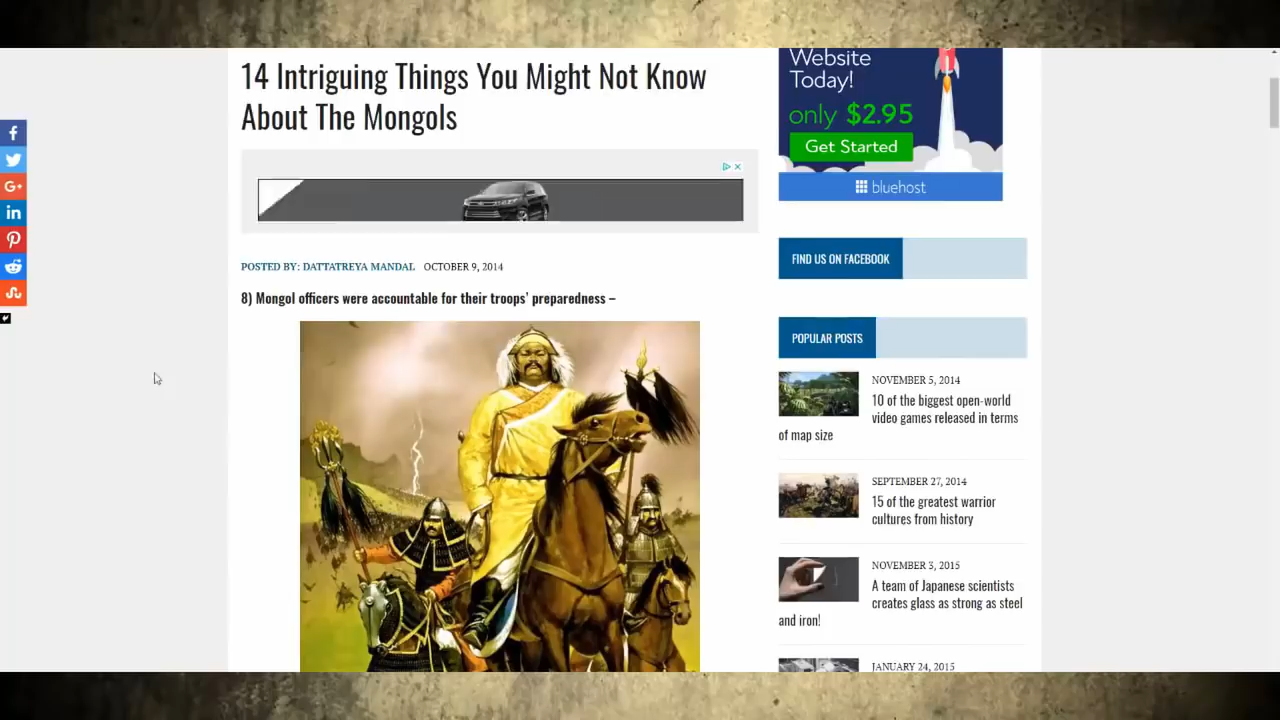 14 Intriguing Things You Might Not Know
About The Mongols
POSTED BY: DATTATREYA MANDAL OCTOBER 9, 2014
8) Mongol officers were accountable for their troops' preparedness –
Website
Today!
only $2.95
Get Started
bluehost
FIND US ON FACEBOOK
POPULAR POSTS
NOVEMBER 5, 2014
10 of the biggest open-world
video games released in terms
of map size
SEPTEMBER 27, 2014
15 of the greatest warrior
cultures from history
NOVEMBER 3, 2015
A team of Japanese scientists
creates glass as strong as steel
and iron!
JANUARY 24, 2015